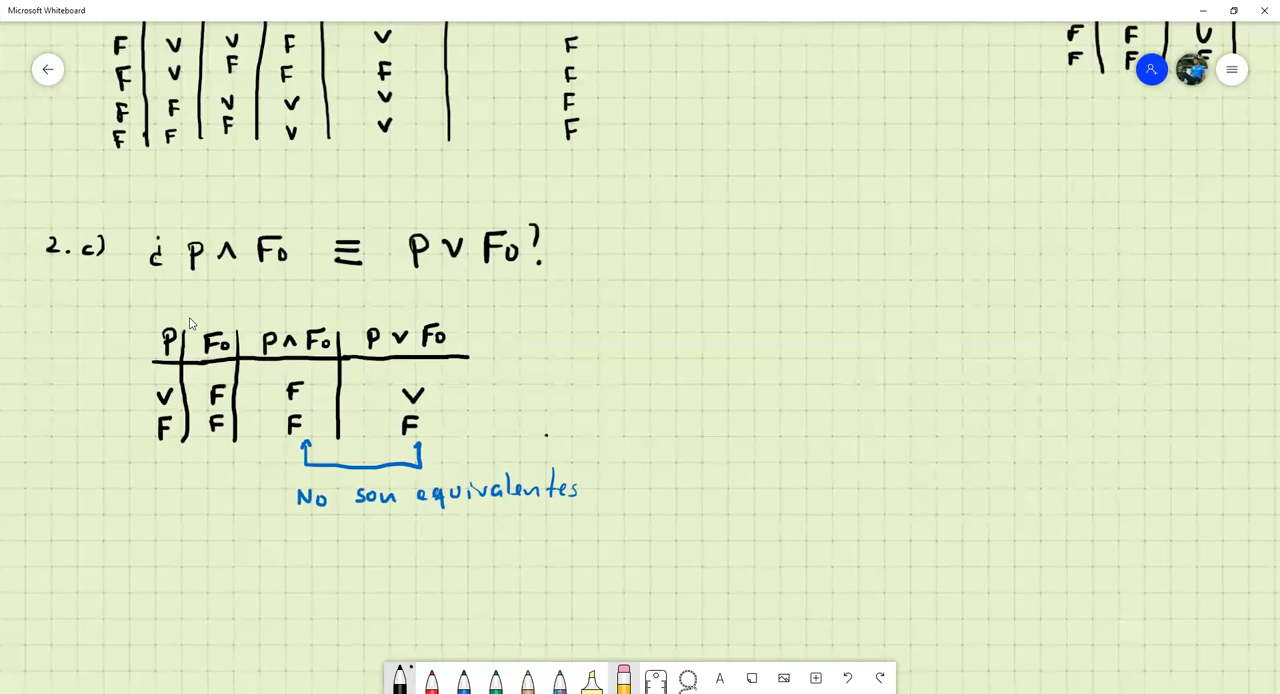 Microsoft Whiteboard
F V V F V F
F V F F F F
F F V V V F
F F F V V F
F F V
F F F
2. c) ¿ P ∧ F₀ ≡ P ∨ F₀?
P F₀ P ∧ F₀ P ∨ F₀
V F F V
F F F F
No son equivalentes
A